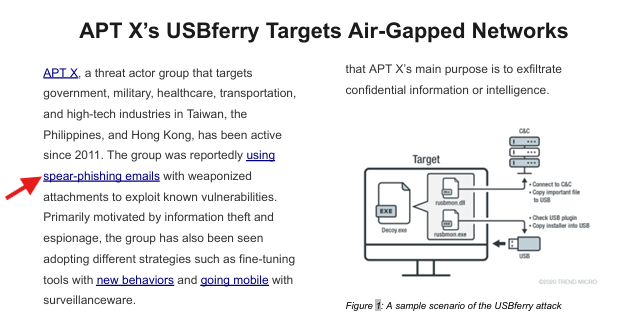 APT X's USBferry Targets Air-Gapped Networks
APT X, a threat actor group that targets
government, military, healthcare, transportation,
and high-tech industries in Taiwan, the
Philippines, and Hong Kong, has been active
since 2011. The group was reportedly using
spear-phishing emails with weaponized
attachments to exploit known vulnerabilities.
Primarily motivated by information theft and
espionage, the group has also been seen
adopting different strategies such as fine-tuning
tools with new behaviors and going mobile with
surveillanceware.
that APT X's main purpose is to exfiltrate
confidential information or intelligence.
Target
C&C
EXE
Decoy.exe
rusbmon.dll
rusbmon.exe
• Connect to C&C
• Copy important file
to USB
• Check USB plugin
• Copy installer into USB
USB
©2020 TREND MICRO
Figure 1: A sample scenario of the USBferry attack